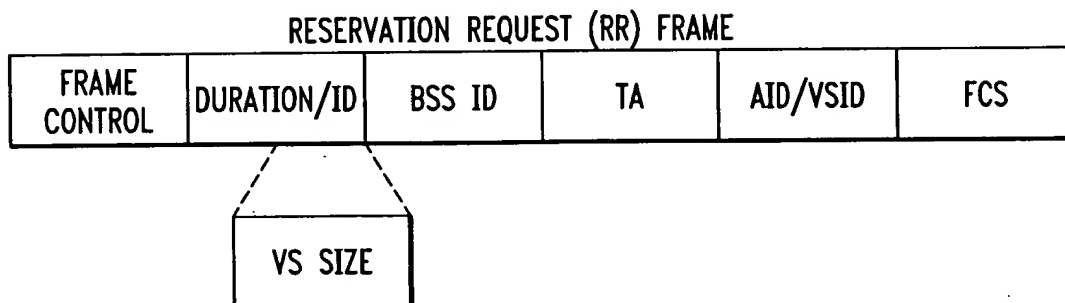 RESERVATION REQUEST (RR) FRAME
FRAME CONTROL
DURATION/ID
BSS ID
TA
AID/VSID
FCS
VS SIZE